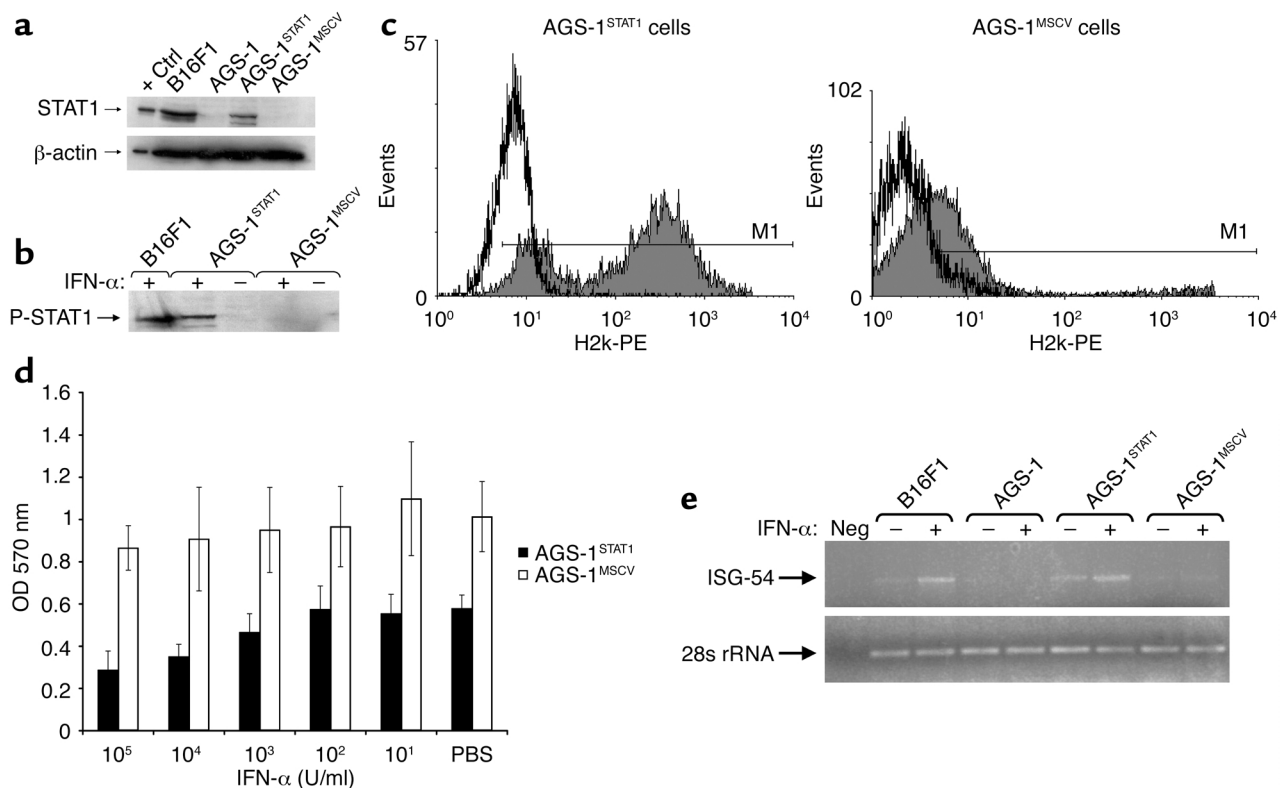 a
+ Ctrl
B16F1
AGS-1
AGS-1STAT1
AGS-1MSCV
STAT1
β-actin
b
B16F1
AGS-1STAT1
AGS-1MSCV
IFN-α: + + – + –
P-STAT1
c
AGS-1STAT1 cells
57
Events
0
M1
10⁰ 10¹ 10² 10³ 10⁴
H2k-PE
AGS-1MSCV cells
102
Events
0
M1
10⁰ 10¹ 10² 10³ 10⁴
H2k-PE
d
1.6
1.4
1.2
1
0.8
0.6
0.4
0.2
0
OD 570 nm
10⁵ 10⁴ 10³ 10² 10¹ PBS
IFN-α (U/ml)
AGS-1STAT1
AGS-1MSCV
e
B16F1
AGS-1
AGS-1STAT1
AGS-1MSCV
IFN-α: Neg – + – + – + – +
ISG-54
28s rRNA